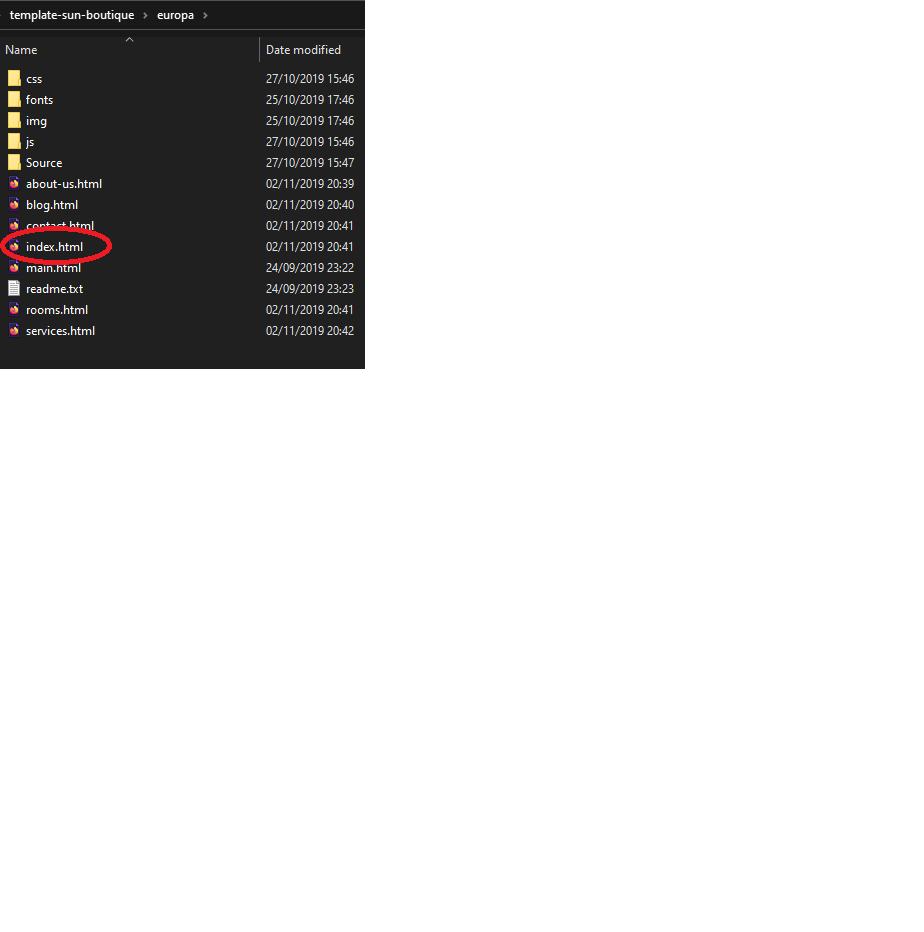 template-sun-boutique > europa >
Name Date modified
css 27/10/2019 15:46
fonts 25/10/2019 17:46
img 25/10/2019 17:46
js 27/10/2019 15:46
Source 27/10/2019 15:47
about-us.html 02/11/2019 20:39
blog.html 02/11/2019 20:40
contact.html 02/11/2019 20:41
index.html 02/11/2019 20:41
main.html 24/09/2019 23:22
readme.txt 24/09/2019 23:23
rooms.html 02/11/2019 20:41
services.html 02/11/2019 20:42